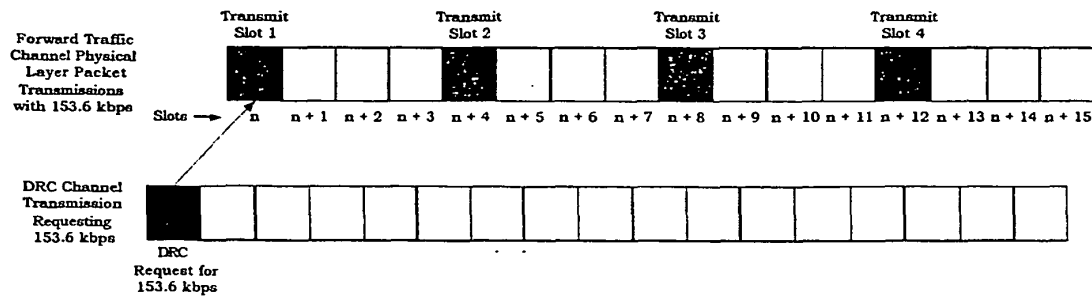 Transmit
Slot 1
Transmit
Slot 2
Transmit
Slot 3
Transmit
Slot 4
Forward Traffic
Channel Physical
Layer Packet
Transmissions
with 153.6 kbps
Slots → n n + 1 n + 2 n + 3 n + 4 n + 5 n + 6 n + 7 n + 8 n + 9 n + 10 n + 11 n + 12 n + 13 n + 14 n + 15
DRC Channel
Transmission
Requesting
153.6 kbps
DRC
Request for
153.6 kbps